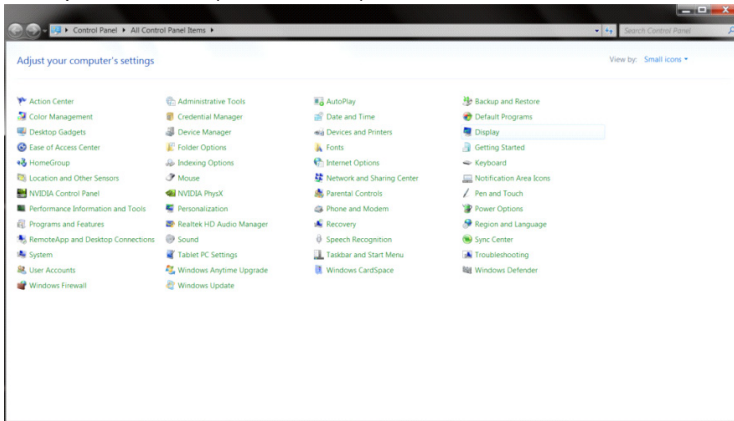 Control Panel ▸ All Control Panel Items ▸ Search Control Panel
Adjust your computer's settings View by: Small icons
Action Center Administrative Tools AutoPlay Backup and Restore
Color Management Credential Manager Date and Time Default Programs
Desktop Gadgets Device Manager Devices and Printers Display
Ease of Access Center Folder Options Fonts Getting Started
HomeGroup Indexing Options Internet Options Keyboard
Location and Other Sensors Mouse Network and Sharing Center Notification Area Icons
NVIDIA Control Panel NVIDIA PhysX Parental Controls Pen and Touch
Performance Information and Tools Personalization Phone and Modem Power Options
Programs and Features Realtek HD Audio Manager Recovery Region and Language
RemoteApp and Desktop Connections Sound Speech Recognition Sync Center
System Tablet PC Settings Taskbar and Start Menu Troubleshooting
User Accounts Windows Anytime Upgrade Windows CardSpace Windows Defender
Windows Firewall Windows Update